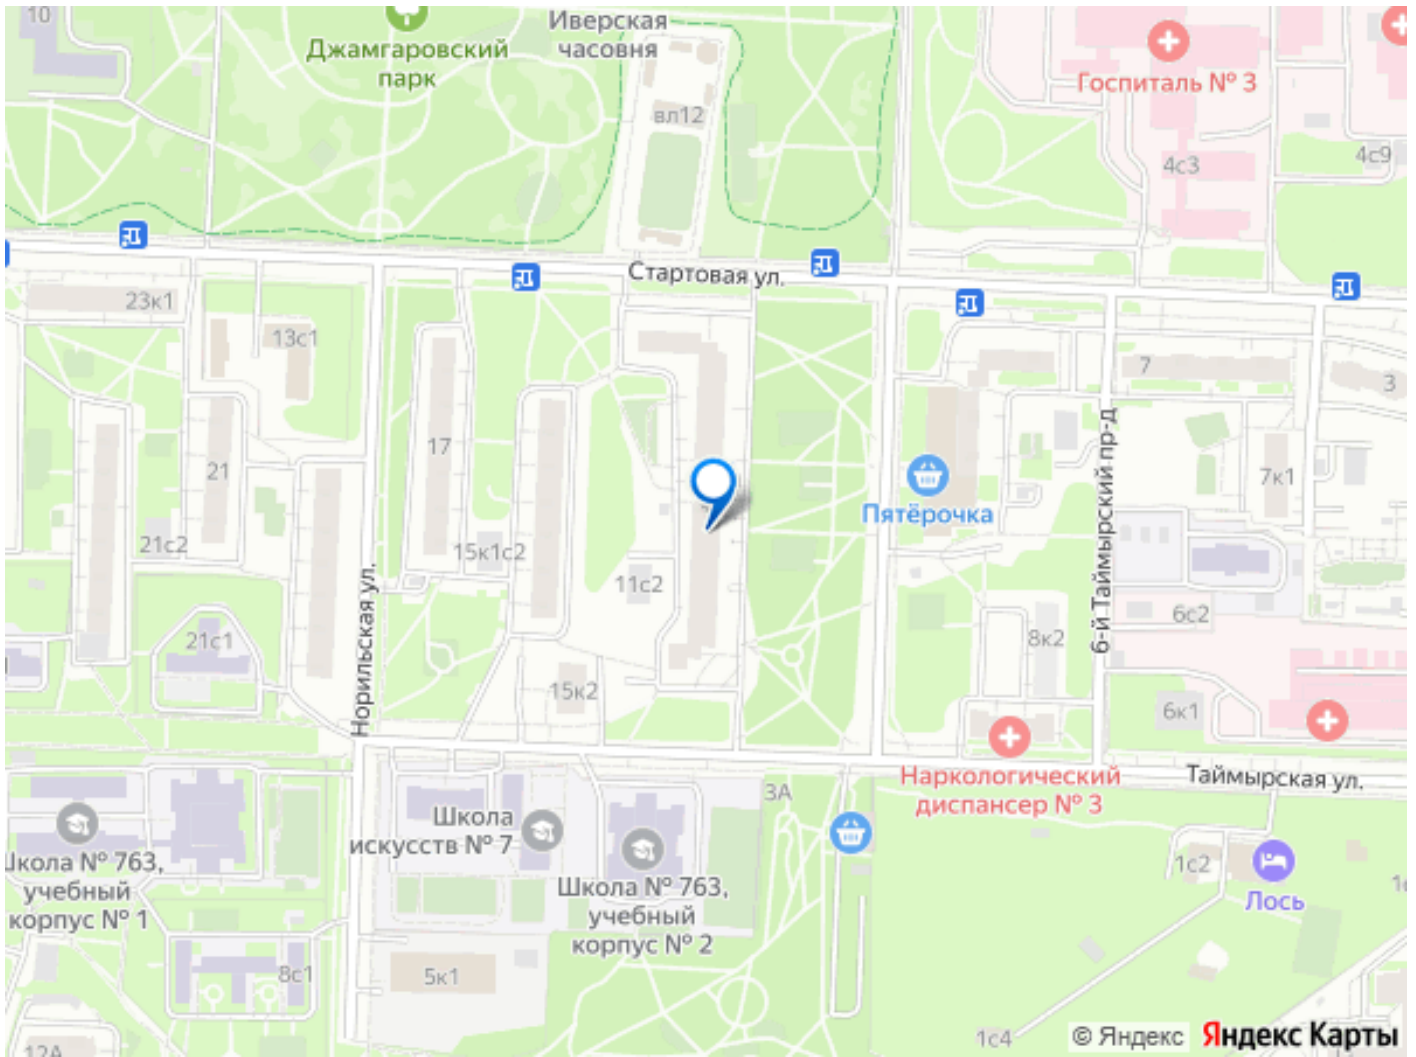 10
Иверская
часовня
Джамгаровский
парк
Госпиталь № 3
вл12
4с3
4с9
Стартовая ул.
23к1
13с1
7
3
17
21
7к1
Пятёрочка
6-й Таймырский пр-д
21с2
15к1с2
11с2
Норильская ул.
6с2
21с1
8к2
15к2
6к1
Наркологический
диспансер № 3
Таймырская ул.
3А
Школа
искусств № 7
Школа № 763,
учебный
корпус № 1
Школа № 763,
учебный
корпус № 2
1с2
Лось
8с1
5к1
1с4
12А
© Яндекс
Яндекс Карты